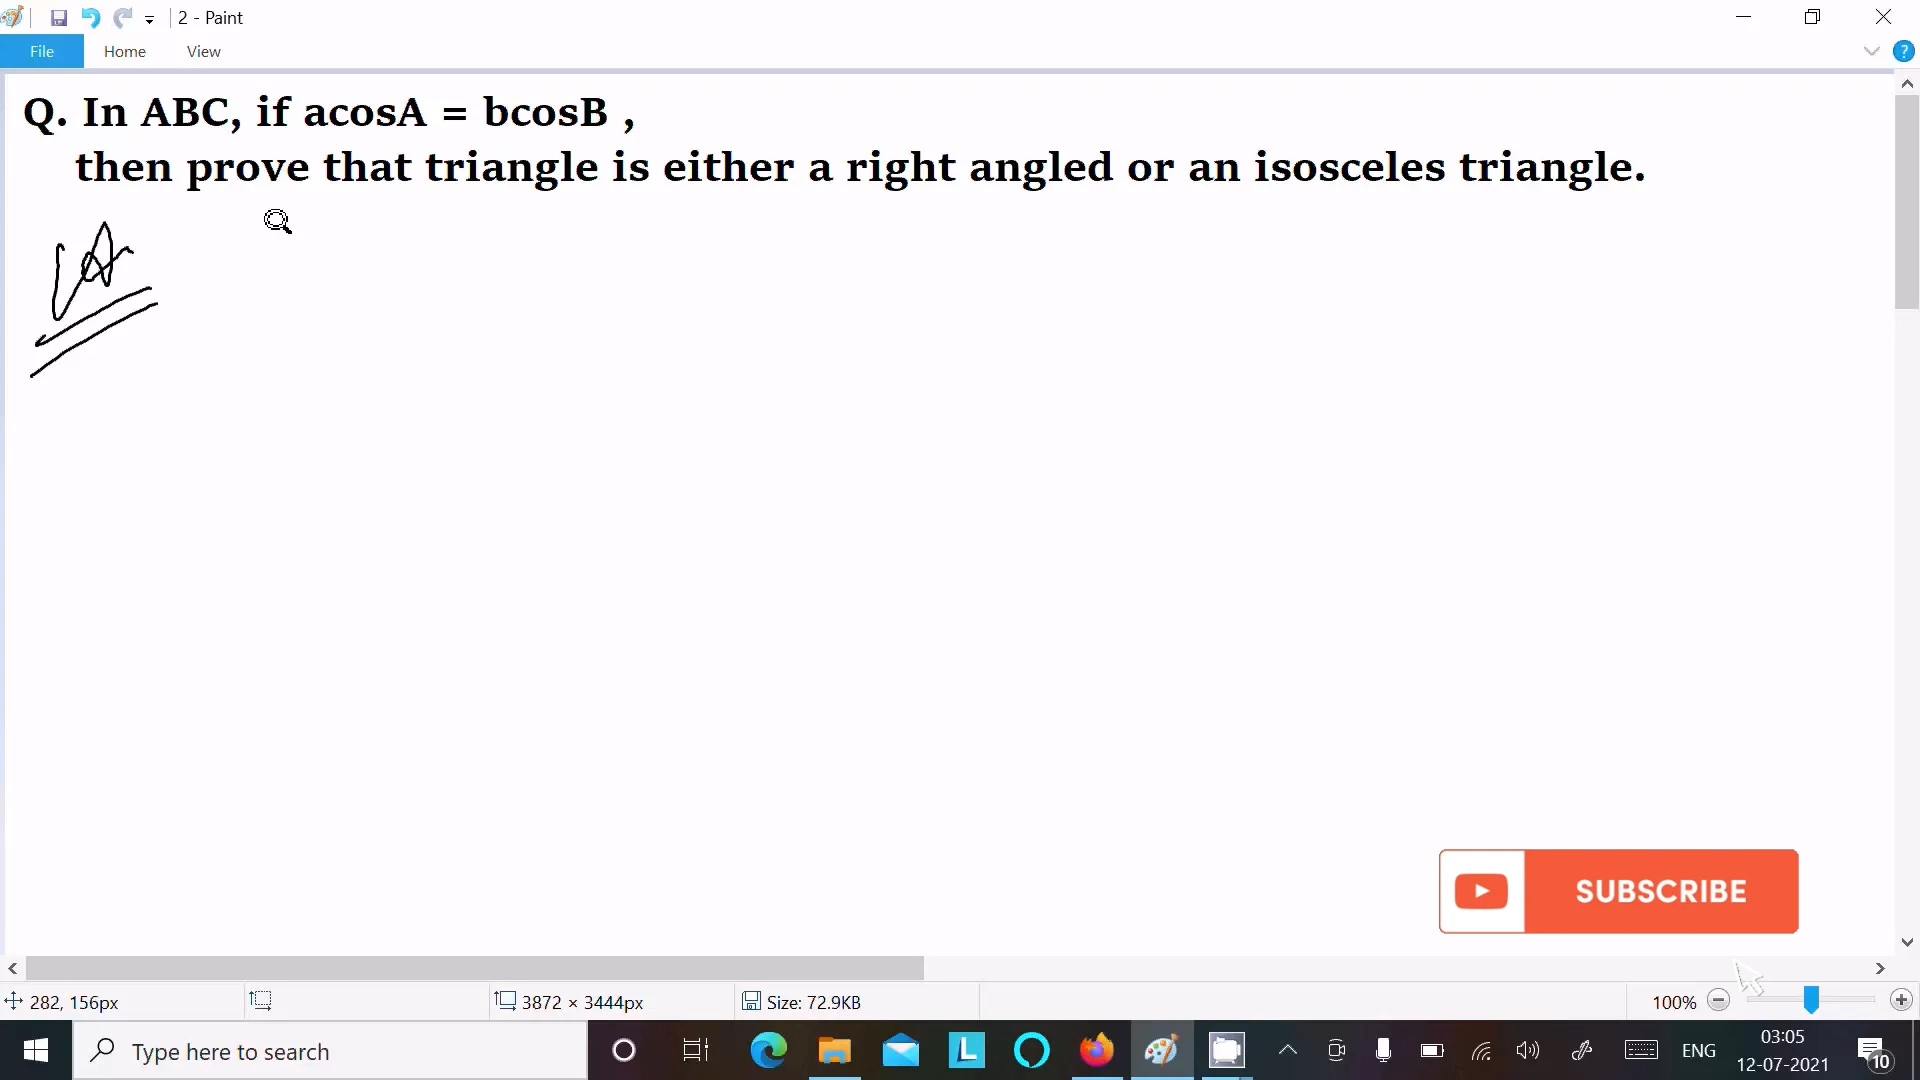 2 - Paint
File Home View
Q. In ABC, if acosA = bcosB ,
then prove that triangle is either a right angled or an isosceles triangle.
SUBSCRIBE
282, 156px 3872 × 3444px Size: 72.9KB 100%
Type here to search ENG 03:05
12-07-2021 10